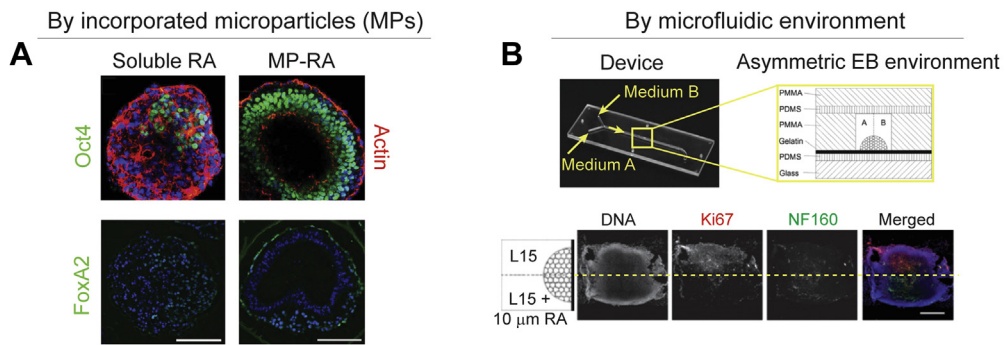 By incorporated microparticles (MPs)
By microfluidic environment
A
Soluble RA
MP-RA
Oct4
Actin
FoxA2
B
Device
Asymmetric EB environment
Medium B
Medium A
PMMA
PDMS
PMMA
Gelatin
PDMS
Glass
A
B
DNA
Ki67
NF160
Merged
L15
L15 +
10 μm RA